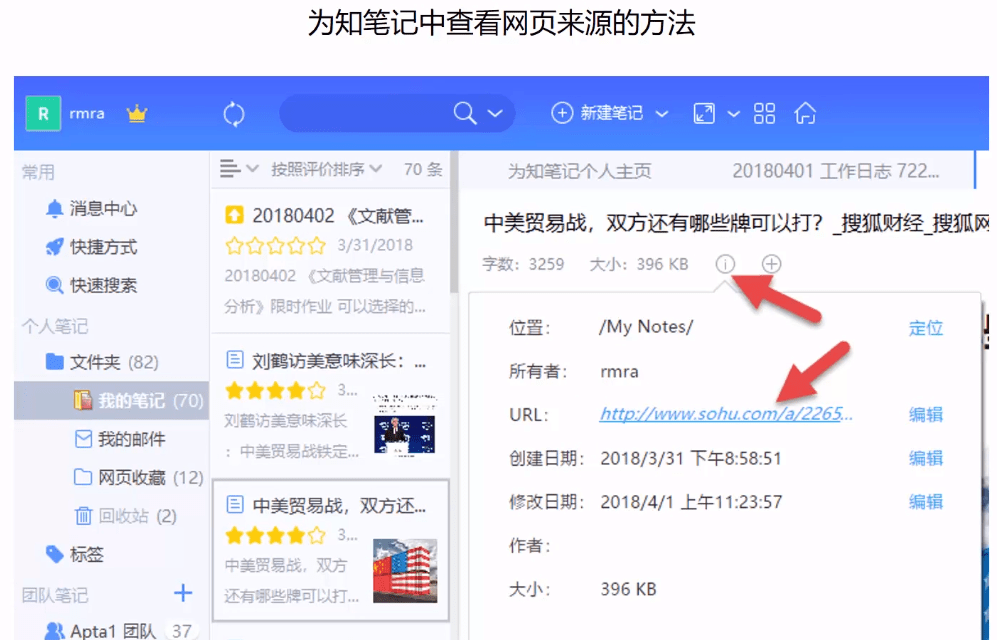 为知笔记中查看网页来源的方法
R rmra 新建笔记
常用
消息中心
快捷方式
快速搜索
个人笔记
文件夹 (82)
我的笔记 (70)
我的邮件
网页收藏 (12)
回收站 (2)
标签
团队笔记
Apta1 团队 37
按照评价排序 70 条
20180402 《文献管...
3/31/2018
20180402 《文献管理与信息
分析》限时作业 可以选择的...
刘鹤访美意味深长：...
3...
刘鹤访美意味深长
：中美贸易战铁定...
中美贸易战，双方还...
3...
中美贸易战，双方
还有哪些牌可以打...
为知笔记个人主页 20180401 工作日志 722...
中美贸易战，双方还有哪些牌可以打？_搜狐财经_搜狐网
字数：3259 大小：396 KB
位置： /My Notes/ 定位
所有者： rmra
URL: http://www.sohu.com/a/2265... 编辑
创建日期： 2018/3/31 下午8:58:51 编辑
修改日期： 2018/4/1 上午11:23:57 编辑
作者：
大小： 396 KB